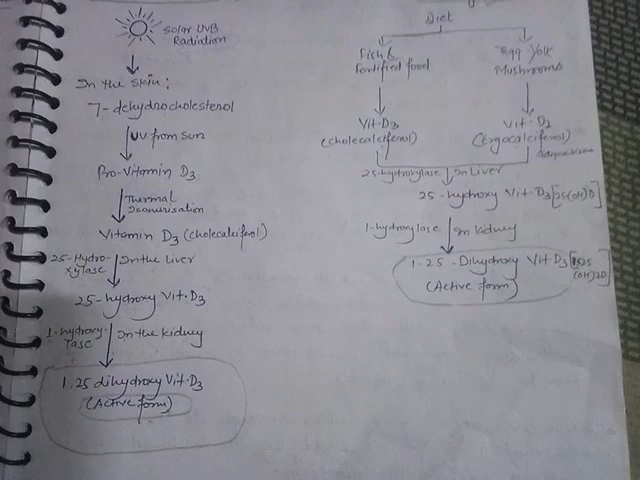 Solar UVB
Radiation
In the Skin:
7-dehydrocholesterol
UV from Sun
Pro-Vitamin D3
Thermal
Isomerisation
Vitamin D3 (cholecalciferol)
25-Hydro-
xylase
In the Liver
25-hydroxy Vit.D3
1-hydroxy-
lase
In the kidney
1.25 dihydroxy Vit.D3
(Active form)
Diet
Fish &
Fortified food
Egg Yolk
Mushrooms
Vit.D3
(cholecalciferol)
Vit.D2
(Ergocalciferol)
25-hydroxylase In Liver
25-hydroxy Vit.D3 [25(OH)D]
1-hydroxylase In kidney
1.25-Dihydroxy Vit.D3 [1,25
(OH)2D]
(Active form)